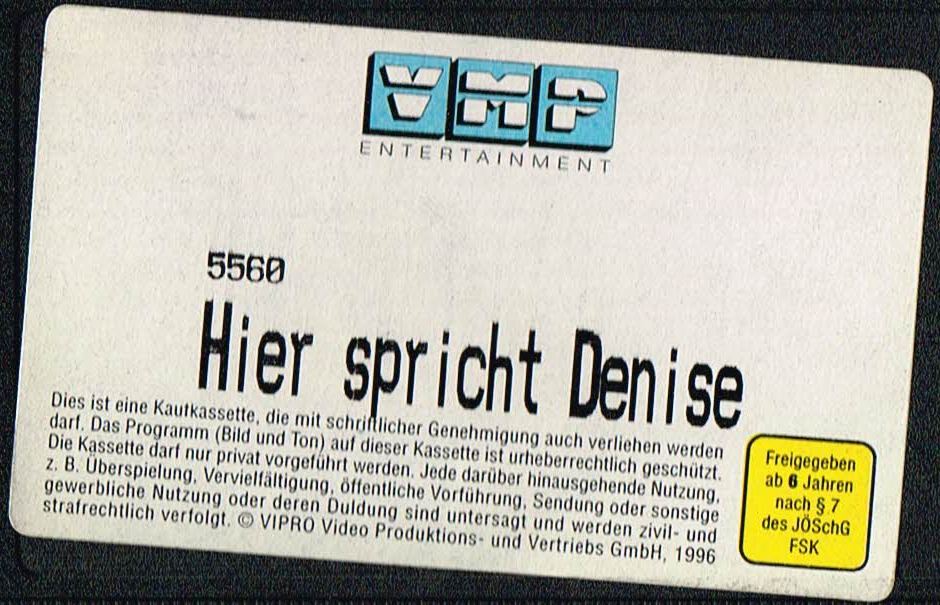 VMP
ENTERTAINMENT
5560
Hier spricht Denise
Dies ist eine Kaufkassette, die mit schriftlicher Genehmigung auch verliehen werden
darf. Das Programm (Bild und Ton) auf dieser Kassette ist urheberrechtlich geschützt.
Die Kassette darf nur privat vorgeführt werden. Jede darüber hinausgehende Nutzung,
z. B. Überspielung, Vervielfältigung, öffentliche Vorführung, Sendung oder sonstige
gewerbliche Nutzung oder deren Duldung sind untersagt und werden zivil- und
strafrechtlich verfolgt. © VIPRO Video Produktions- und Vertriebs GmbH, 1996
Freigegeben
ab 6 Jahren
nach § 7
des JÖSchG
FSK